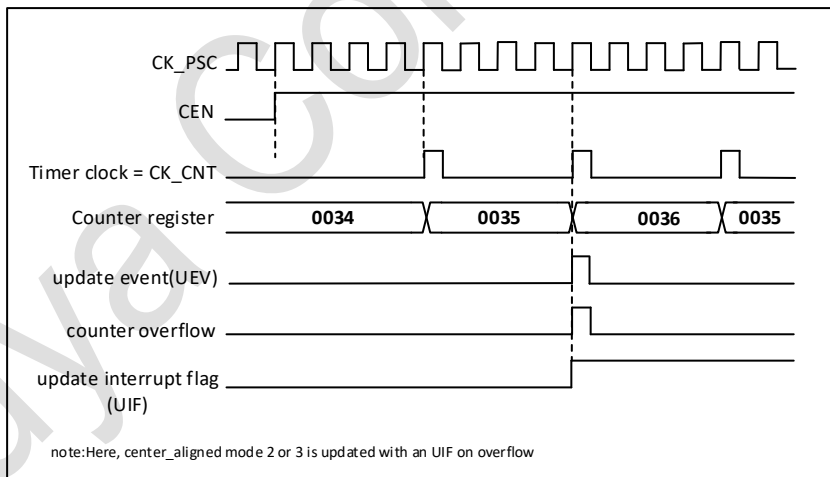 CK_PSC
CEN
Timer clock = CK_CNT
Counter register
0034
0035
0036
0035
update event(UEV)
counter overflow
update interrupt flag
(UIF)
note:Here, center_aligned mode 2 or 3 is updated with an UIF on overflow